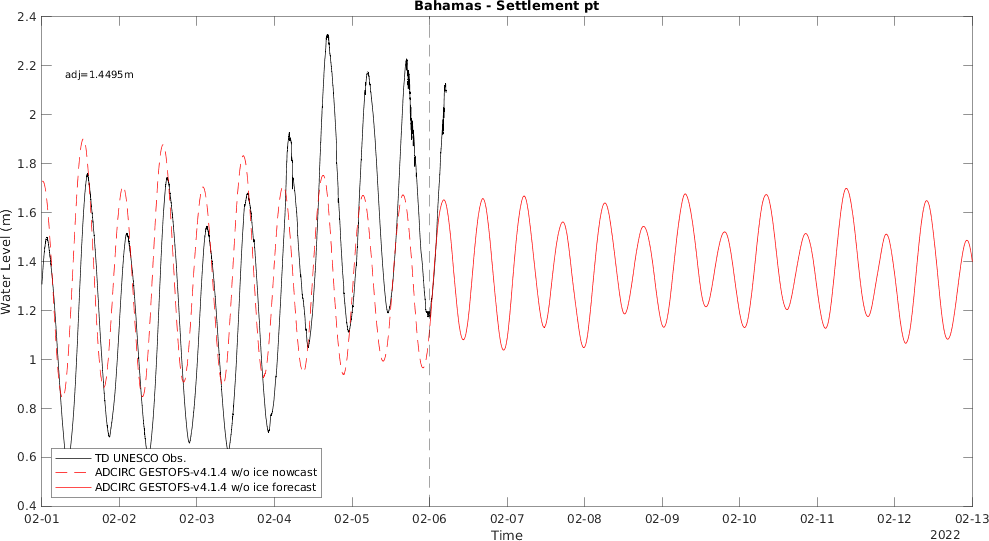 Bahamas - Settlement pt
2.4
2.2
2
1.8
1.6
1.4
1.2
1
0.8
0.6
0.4
Water Level (m)
adj=1.4495m
TD UNESCO Obs.
ADCIRC GESTOFS-v4.1.4 w/o ice nowcast
ADCIRC GESTOFS-v4.1.4 w/o ice forecast
02-01 02-02 02-03 02-04 02-05 02-06 02-07 02-08 02-09 02-10 02-11 02-12 02-13
Time
2022